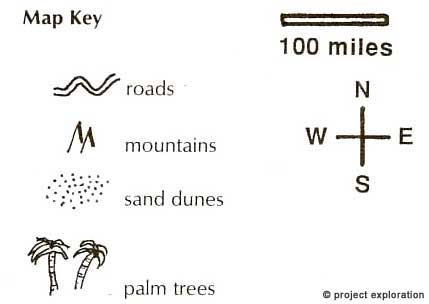 Map Key
roads
mountains
sand dunes
palm trees
100 miles
N
W E
S
© project exploration